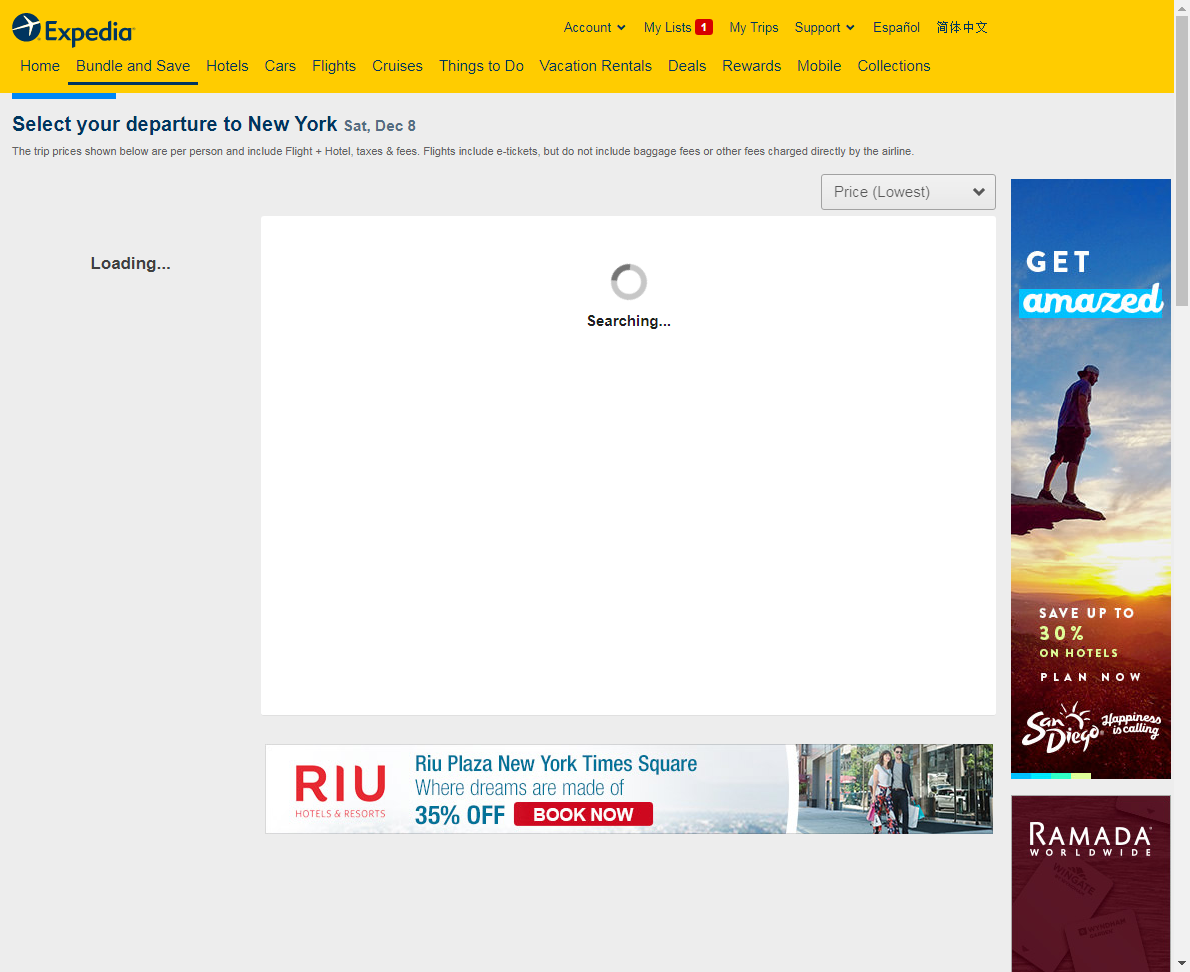 Expedia
Account
My Lists 1
My Trips
Support
Español
简体中文
Home
Bundle and Save
Hotels
Cars
Flights
Cruises
Things to Do
Vacation Rentals
Deals
Rewards
Mobile
Collections
Select your departure to New York Sat, Dec 8
The trip prices shown below are per person and include Flight + Hotel, taxes & fees. Flights include e-tickets, but do not include baggage fees or other fees charged directly by the airline.
Price (Lowest)
Loading...
Searching...
GET
amazed
SAVE UP TO
30%
ON HOTELS
PLAN NOW
San Diego
Happiness
is calling
RIU
HOTELS & RESORTS
Riu Plaza New York Times Square
Where dreams are made of
35% OFF BOOK NOW
RAMADA
WORLDWIDE
WINGATE
WYNDHAM